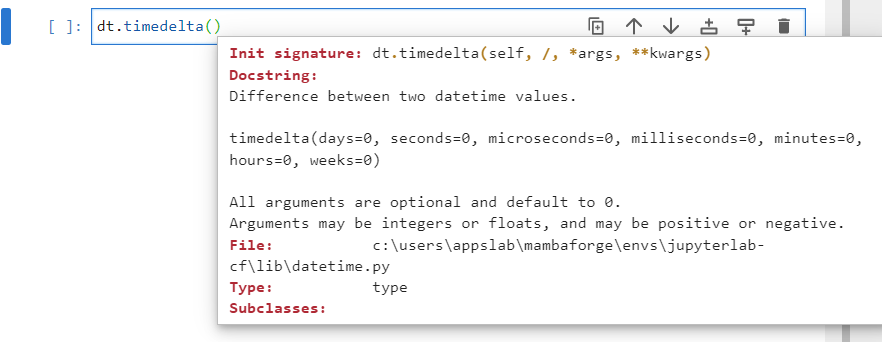 [ ]: dt.timedelta()
Init signature: dt.timedelta(self, /, *args, **kwargs)
Docstring:
Difference between two datetime values.
timedelta(days=0, seconds=0, microseconds=0, milliseconds=0, minutes=0,
hours=0, weeks=0)
All arguments are optional and default to 0.
Arguments may be integers or floats, and may be positive or negative.
File: c:\users\appslab\mambaforge\envs\jupyterlab-
cf\lib\datetime.py
Type: type
Subclasses: